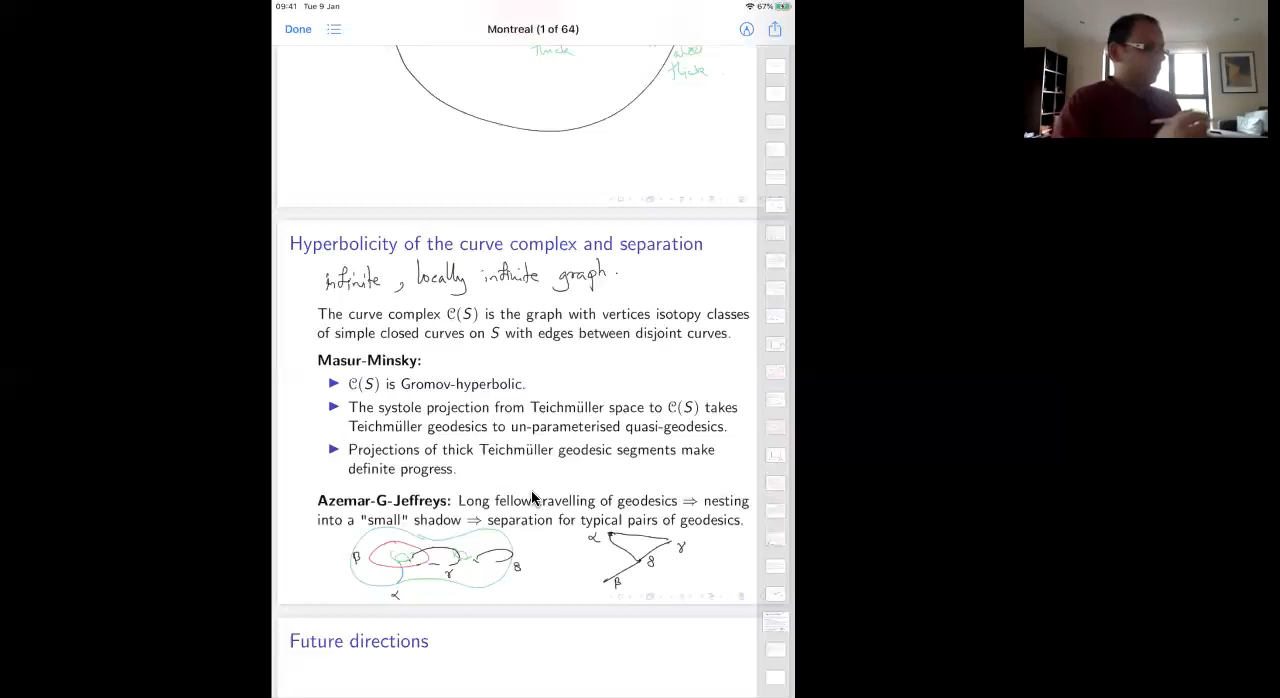 09:41 Tue 9 Jan
67%
Done
Montreal (1 of 64)
thick
thick
Hyperbolicity of the curve complex and separation
infinite, locally infinite graph.
The curve complex C(S) is the graph with vertices isotopy classes
of simple closed curves on S with edges between disjoint curves.
Masur-Minsky:
▶ C(S) is Gromov-hyperbolic.
▶ The systole projection from Teichmüller space to C(S) takes
Teichmüller geodesics to un-parameterised quasi-geodesics.
▶ Projections of thick Teichmüller geodesic segments make
definite progress.
Azemar-G-Jeffreys: Long fellow travelling of geodesics ⇒ nesting
into a "small" shadow ⇒ separation for typical pairs of geodesics.
β γ δ α
α γ δ β
Future directions